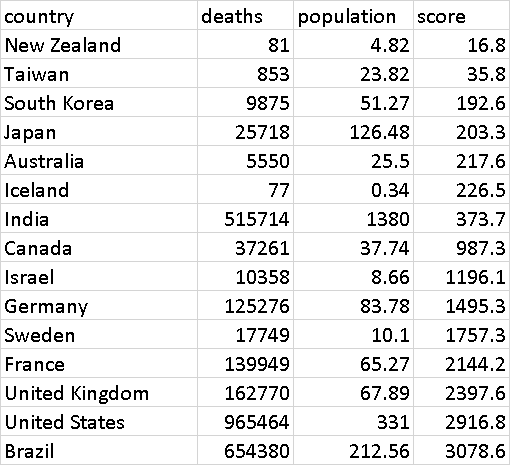 country deaths population score
New Zealand 81 4.82 16.8
Taiwan 853 23.82 35.8
South Korea 9875 51.27 192.6
Japan 25718 126.48 203.3
Australia 5550 25.5 217.6
Iceland 77 0.34 226.5
India 515714 1380 373.7
Canada 37261 37.74 987.3
Israel 10358 8.66 1196.1
Germany 125276 83.78 1495.3
Sweden 17749 10.1 1757.3
France 139949 65.27 2144.2
United Kingdom 162770 67.89 2397.6
United States 965464 331 2916.8
Brazil 654380 212.56 3078.6